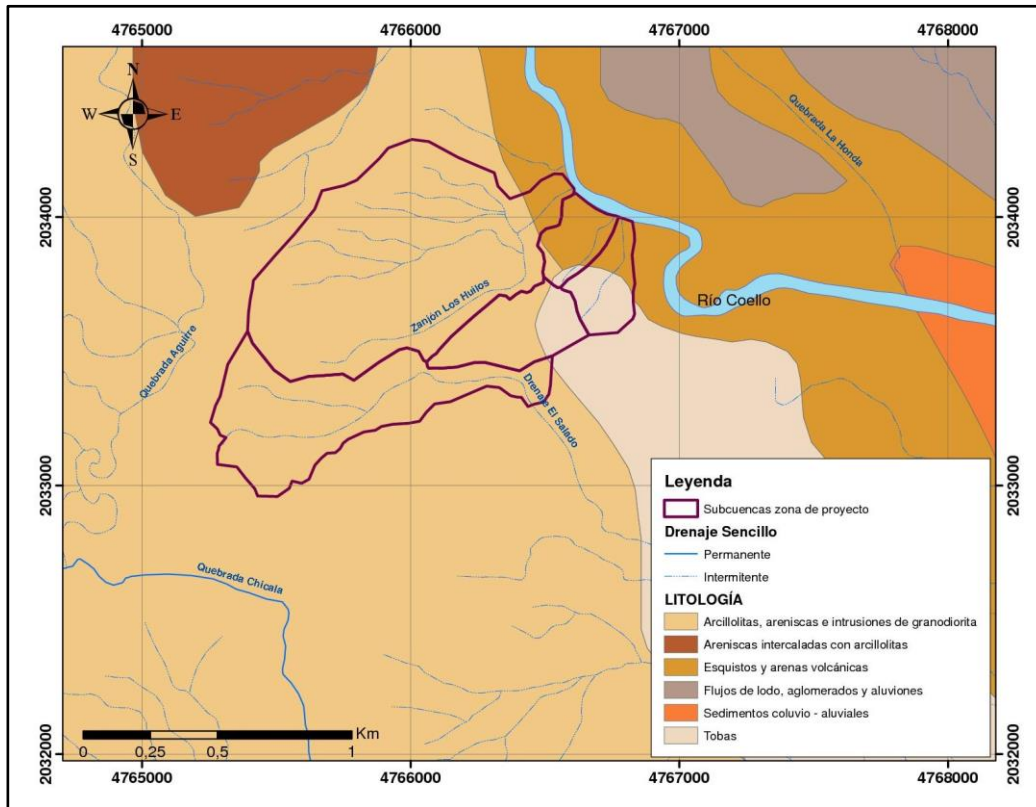 4765000 4766000 4767000 4768000
N
W E
S
Quebrada La Honda
2034000 2034000
Zanjón Los Huilos
Río Coello
Quebrada Aguirre
Drenaje El Salado
2033000 2033000
Leyenda
Subcuencas zona de proyecto
Drenaje Sencillo
Permanente
Intermitente
LITOLOGÍA
Arcillolitas, areniscas e intrusiones de granodiorita
Areniscas intercaladas con arcillolitas
Esquistos y arenas volcánicas
Flujos de lodo, aglomerados y aluviones
Sedimentos coluvio - aluviales
Tobas
Quebrada Chicala
Km
0 0,25 0,5 1
2032000 2032000
4765000 4766000 4767000 4768000